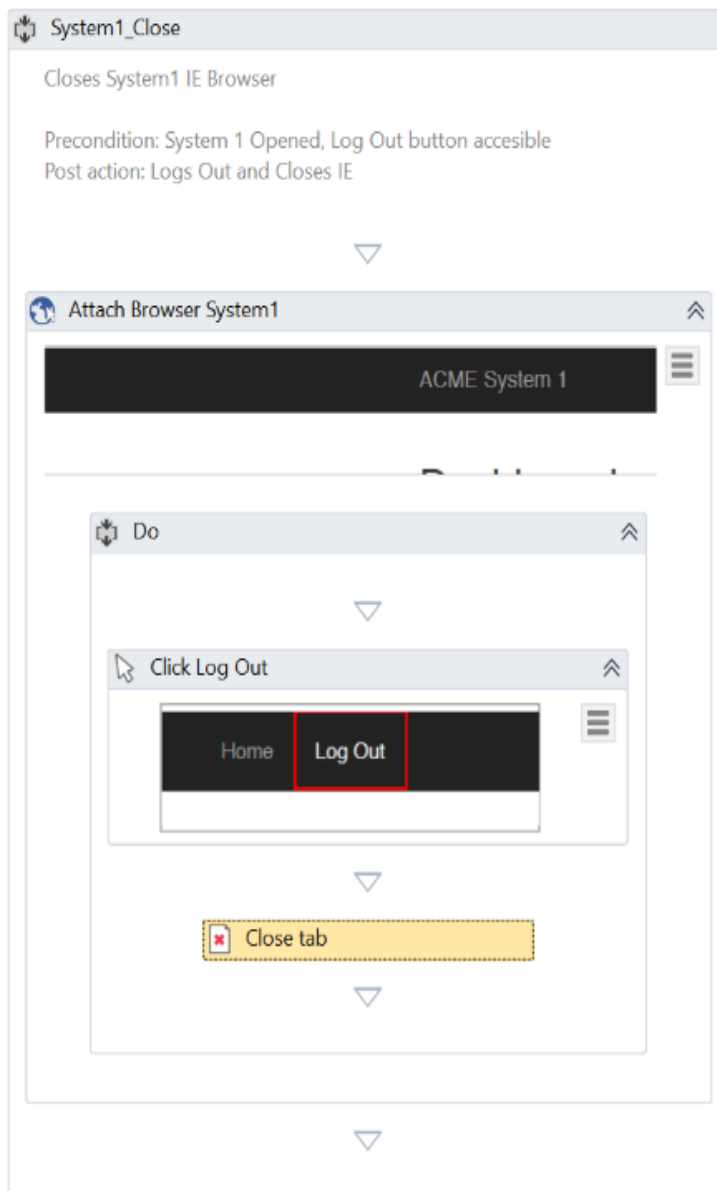 System1_Close
Closes System1 IE Browser
Precondition: System 1 Opened, Log Out button accesible
Post action: Logs Out and Closes IE
Attach Browser System1
ACME System 1
Do
Click Log Out
Home Log Out
Close tab